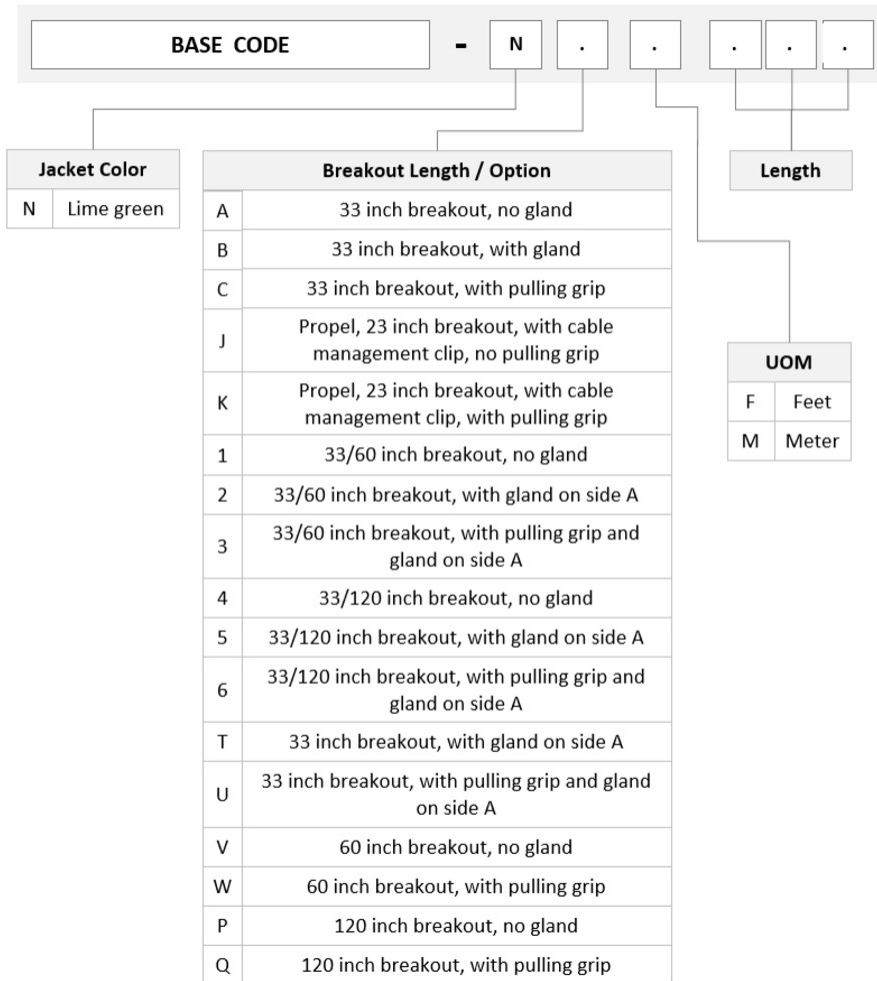 BASE CODE - N . . . . .
Jacket Color
N Lime green
Breakout Length / Option
A 33 inch breakout, no gland
B 33 inch breakout, with gland
C 33 inch breakout, with pulling grip
J Propel, 23 inch breakout, with cable
management clip, no pulling grip
K Propel, 23 inch breakout, with cable
management clip, with pulling grip
1 33/60 inch breakout, no gland
2 33/60 inch breakout, with gland on side A
3 33/60 inch breakout, with pulling grip and
gland on side A
4 33/120 inch breakout, no gland
5 33/120 inch breakout, with gland on side A
6 33/120 inch breakout, with pulling grip and
gland on side A
T 33 inch breakout, with gland on side A
U 33 inch breakout, with pulling grip and gland
on side A
V 60 inch breakout, no gland
W 60 inch breakout, with pulling grip
P 120 inch breakout, no gland
Q 120 inch breakout, with pulling grip
Length
UOM
F Feet
M Meter